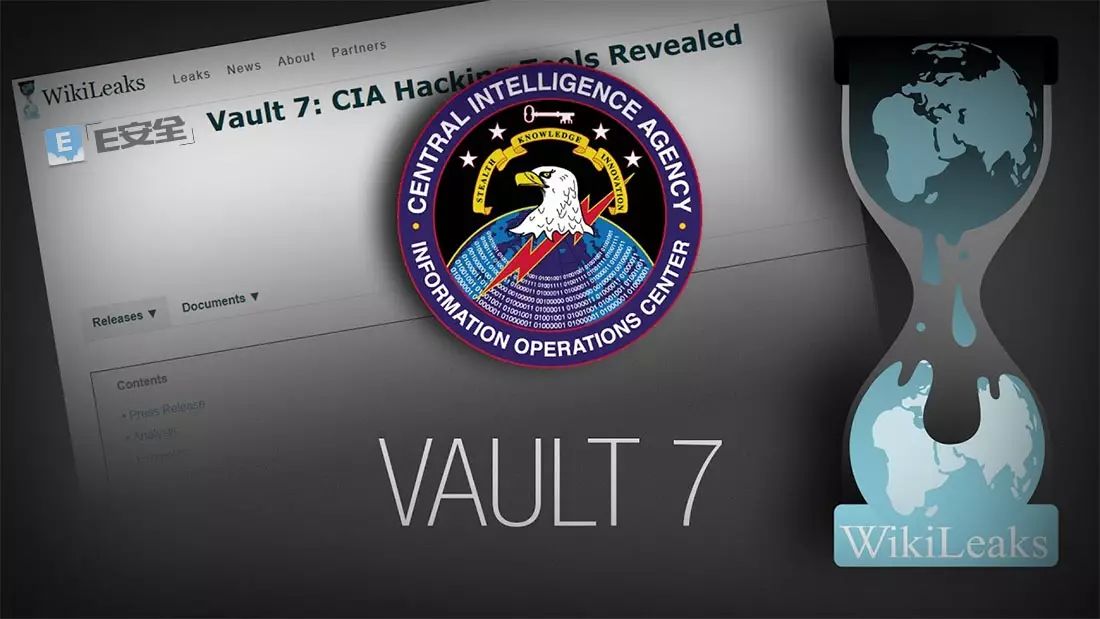 WikiLeaks
Leaks News About Partners
E E安全
Vault 7: CIA Hacking Tools Revealed
Releases ▼
Documents ▼
Contents
• Press Release
• Analysis
CENTRAL INTELLIGENCE AGENCY
STEALTH KNOWLEDGE INNOVATION
INFORMATION OPERATIONS CENTER
VAULT 7
WikiLeaks